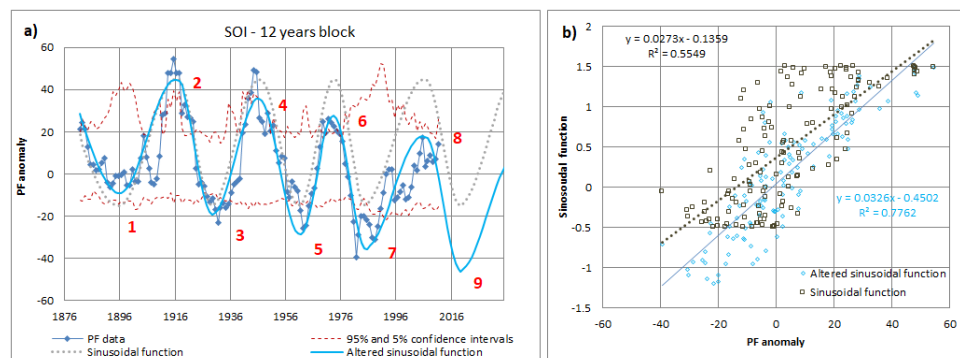 a)
SOI - 12 years block
PF anomaly
60
40
20
0
-20
-40
-60
1876 1896 1916 1936 1956 1976 1996 2016
1
2
3
4
5
6
7
8
9
PF data
95% and 5% confidence intervals
Sinusoidal function
Altered sinusoidal function
b)
Sinosoudal function
y = 0.0273x - 0.1359
R² = 0.5549
y = 0.0326x - 0.4502
R² = 0.7762
Altered sinusoidal function
Sinusoidal function
2
1.5
1
0.5
0
-0.5
-1
-1.5
-60 -40 -20 0 20 40 60
PF anomaly